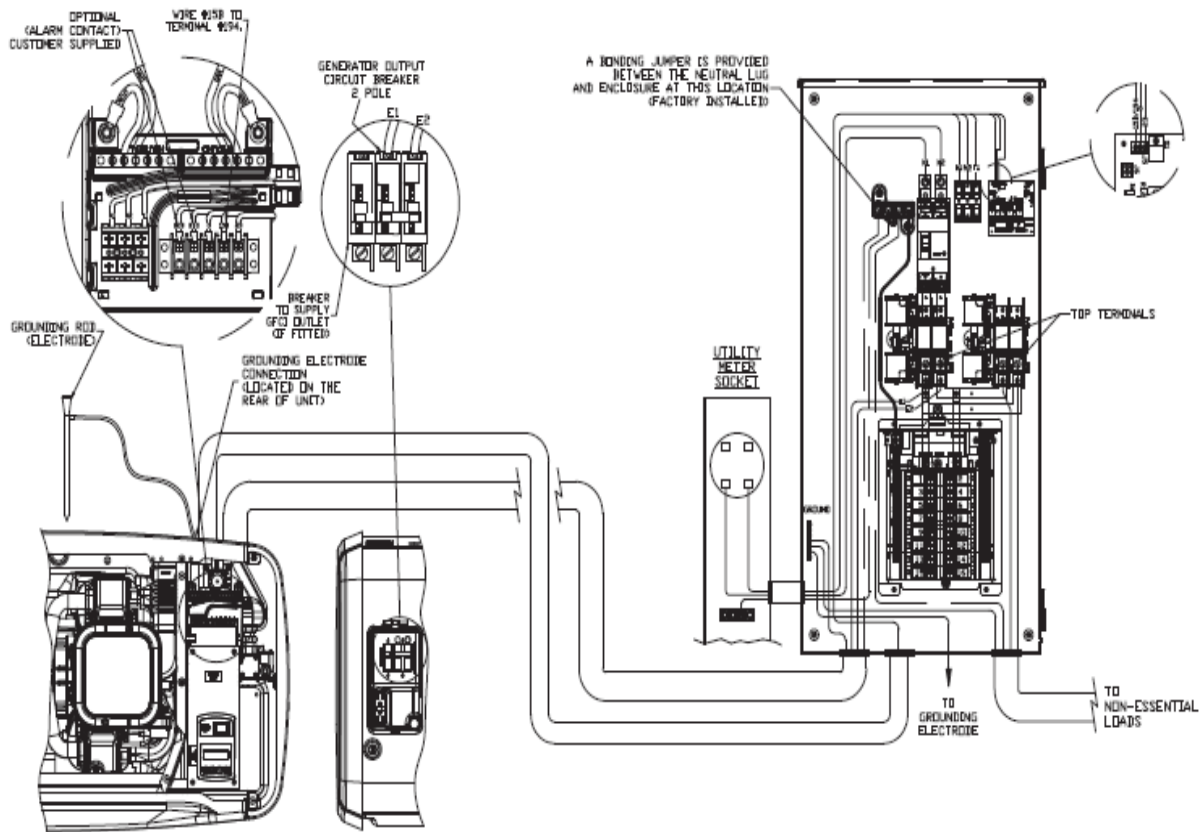 OPTIONAL
(ALARM CONTACT)
CUSTOMER SUPPLIED
WIRE #15B TO
TERMINAL #194.
GENERATOR OUTPUT
CIRCUIT BREAKER
2 POLE
E1
E2
BREAKER
TO SUPPLY
GFCI OUTLET
(IF FITTED)
GROUNDING ROD
(ELECTRODE)
GROUNDING ELECTRODE
CONNECTION
(LOCATED ON THE
REAR OF UNIT)
A BONDING JUMPER IS PROVIDED
BETWEEN THE NEUTRAL LUG
AND ENCLOSURE AT THIS LOCATION
(FACTORY INSTALLED)
TOP TERMINALS
UTILITY
METER
SOCKET
GROUND
TO
GROUNDING
ELECTRODE
TO
NON-ESSENTIAL
LOADS